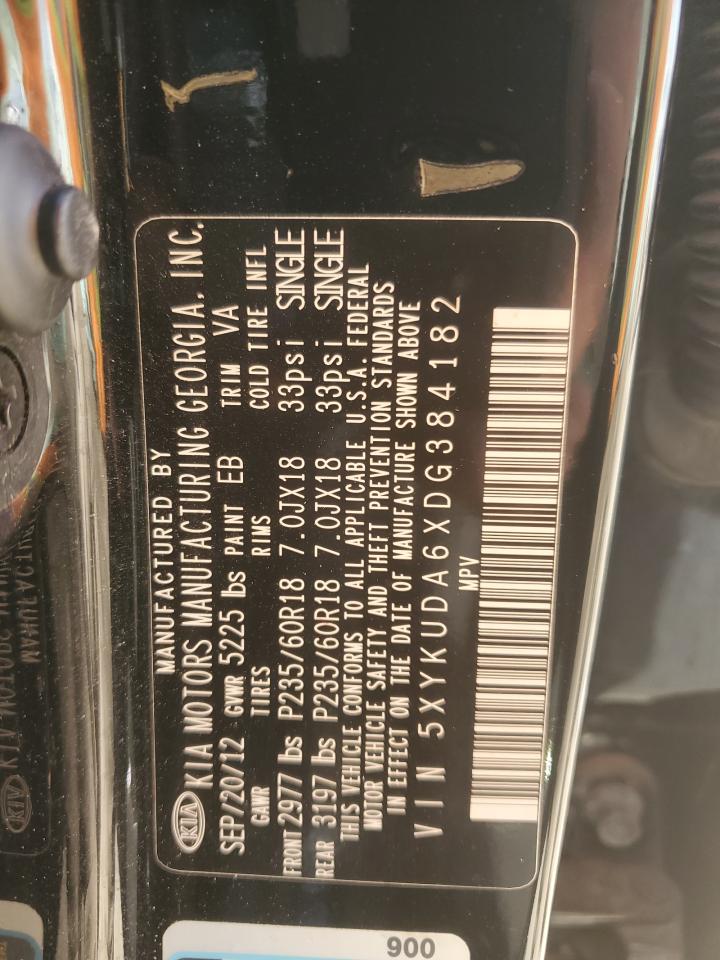 MANUFACTURED BY
KIA KIA MOTORS MANUFACTURING GEORGIA, INC.
SEP/20/12 GVWR 5225 lbs PAINT EB TRIM VA
GAWR TIRES RIMS COLD TIRE INFL
FRONT 2977 lbs P235/60R18 7.0JX18 33psi SINGLE
REAR 3197 lbs P235/60R18 7.0JX18 33psi SINGLE
THIS VEHICLE CONFORMS TO ALL APPLICABLE U.S.A. FEDERAL
MOTOR VEHICLE SAFETY AND THEFT PREVENTION STANDARDS
IN EFFECT ON THE DATE OF MANUFACTURE SHOWN ABOVE
VIN 5XYKUDA6XDG384182
MPV
900